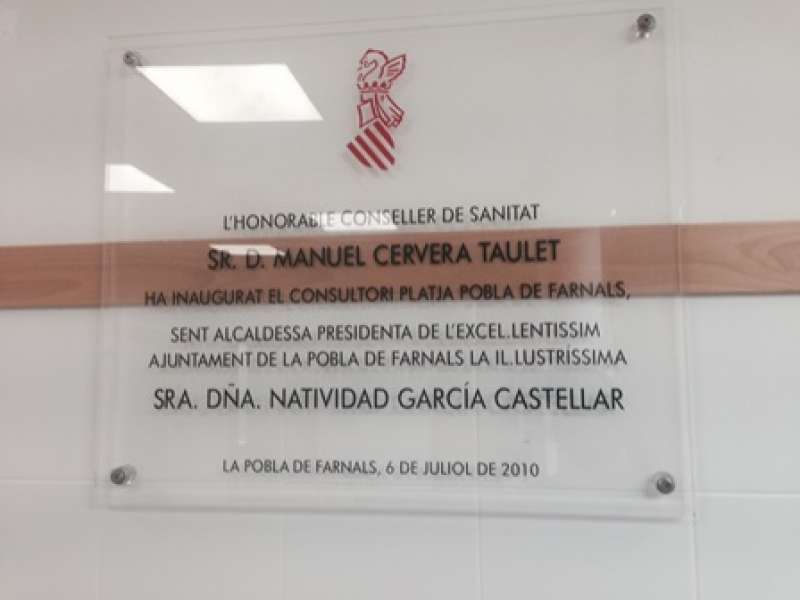 L'HONORABLE CONSELLER DE SANITAT
SR. D. MANUEL CERVERA TAULET
HA INAUGURAT EL CONSULTORI PLATJA POBLA DE FARNALS,
SENT ALCALDESSA PRESIDENTA DE L'EXCEL.LENTISSIM
AJUNTAMENT DE LA POBLA DE FARNALS LA IL.LUSTRÍSSIMA
SRA. DÑA. NATIVIDAD GARCÍA CASTELLAR
LA POBLA DE FARNALS, 6 DE JULIOL DE 2010